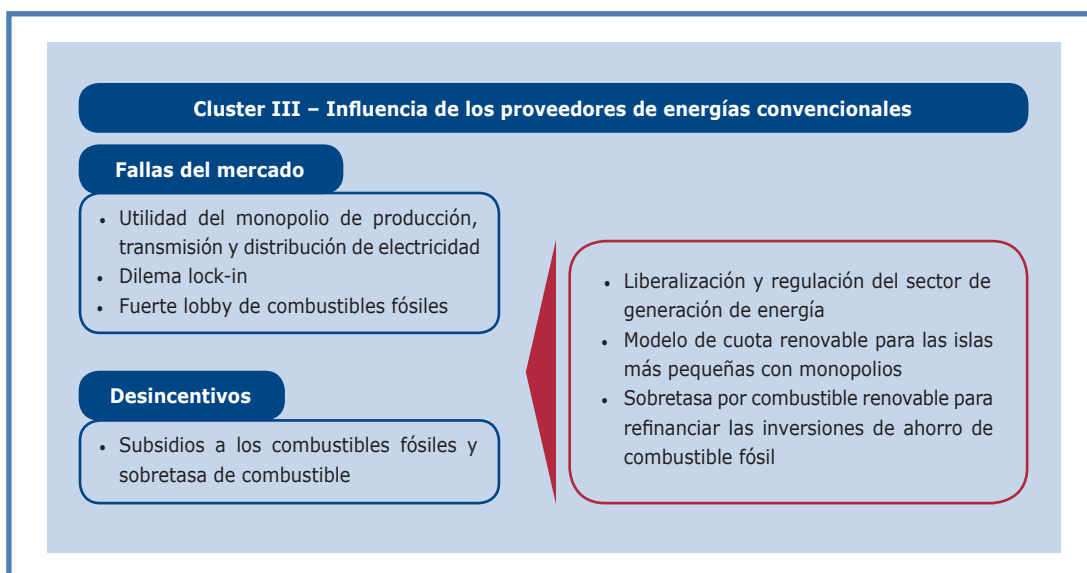 Cluster III – Influencia de los proveedores de energías convencionales
Fallas del mercado
• Utilidad del monopolio de producción,
transmisión y distribución de electricidad
• Dilema lock-in
• Fuerte lobby de combustibles fósiles
Desincentivos
• Subsidios a los combustibles fósiles y
sobretasa de combustible
• Liberalización y regulación del sector de
generación de energía
• Modelo de cuota renovable para las islas
más pequeñas con monopolios
• Sobretasa por combustible renovable para
refinanciar las inversiones de ahorro de
combustible fósil